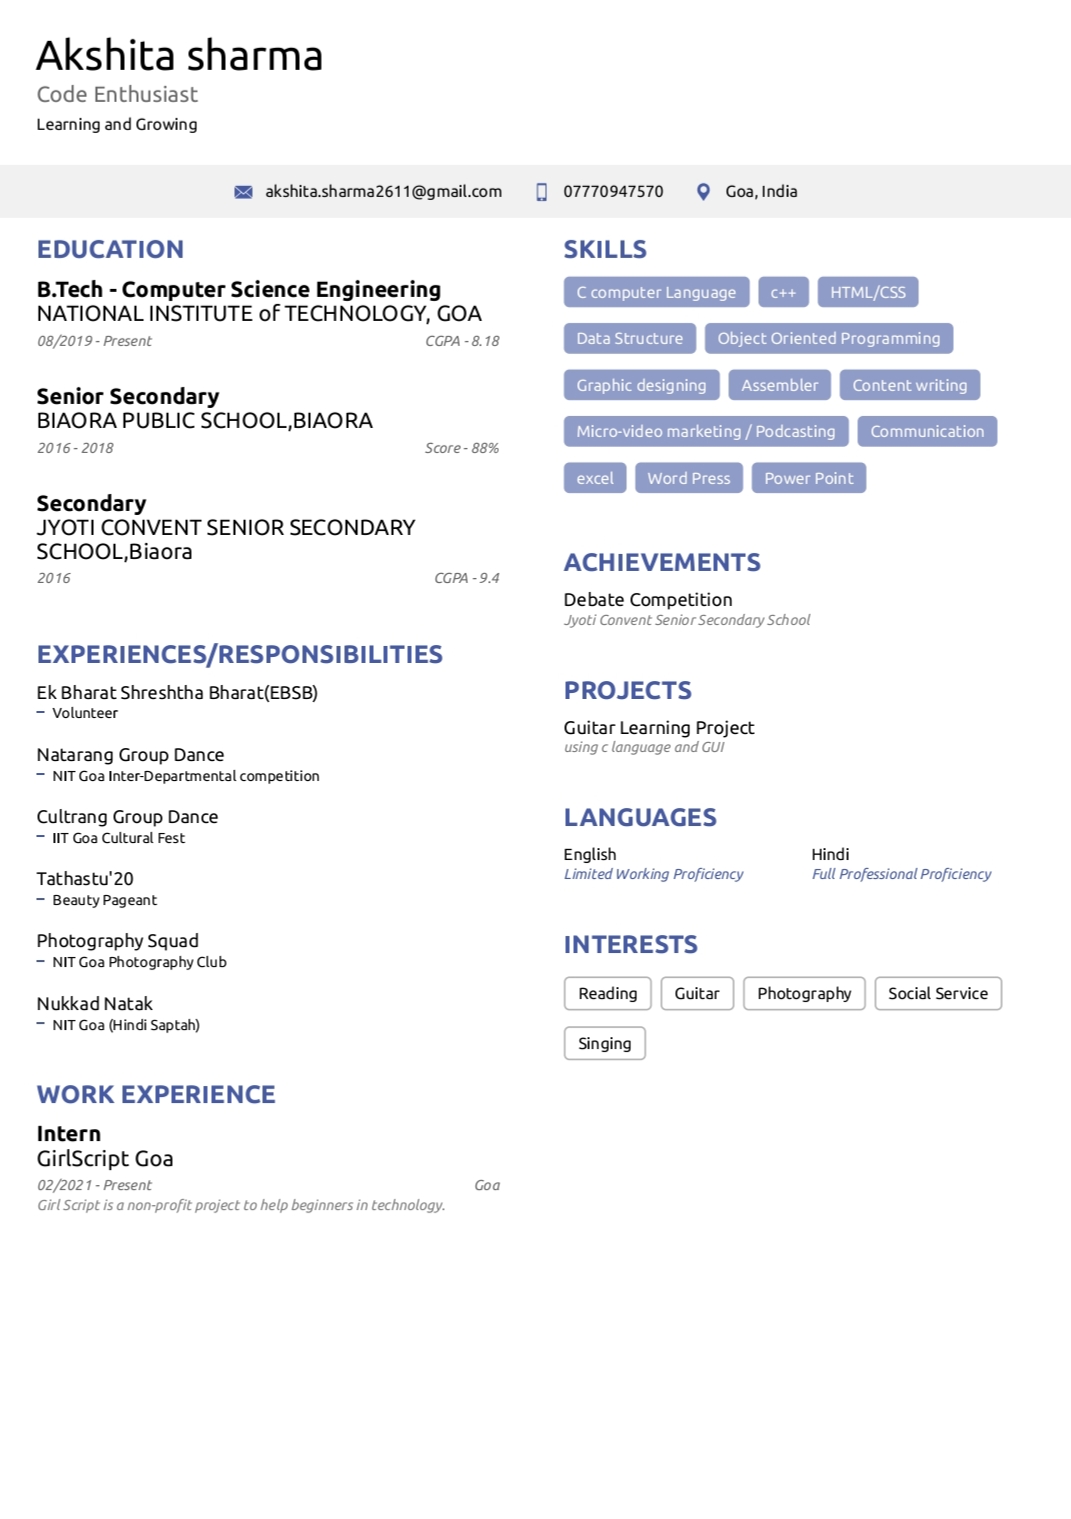 Akshita sharma
Code Enthusiast
Learning and Growing
akshita.sharma2611@gmail.com 07770947570 Goa, India
EDUCATION
B.Tech - Computer Science Engineering
NATIONAL INSTITUTE of TECHNOLOGY, GOA
08/2019 - Present CGPA - 8.18
Senior Secondary
BIAORA PUBLIC SCHOOL,BIAORA
2016 - 2018 Score - 88%
Secondary
JYOTI CONVENT SENIOR SECONDARY
SCHOOL,Biaora
2016 CGPA - 9.4
EXPERIENCES/RESPONSIBILITIES
Ek Bharat Shreshtha Bharat(EBSB)
– Volunteer
Natarang Group Dance
– NIT Goa Inter-Departmental competition
Cultrang Group Dance
– IIT Goa Cultural Fest
Tathastu'20
– Beauty Pageant
Photography Squad
– NIT Goa Photography Club
Nukkad Natak
– NIT Goa (Hindi Saptah)
WORK EXPERIENCE
Intern
GirlScript Goa
02/2021 - Present Goa
Girl Script is a non-profit project to help beginners in technology.
SKILLS
C computer Language c++ HTML/CSS
Data Structure Object Oriented Programming
Graphic designing Assembler Content writing
Micro-video marketing / Podcasting Communication
excel Word Press Power Point
ACHIEVEMENTS
Debate Competition
Jyoti Convent Senior Secondary School
PROJECTS
Guitar Learning Project
using c language and GUI
LANGUAGES
English Hindi
Limited Working Proficiency Full Professional Proficiency
INTERESTS
Reading Guitar Photography Social Service
Singing